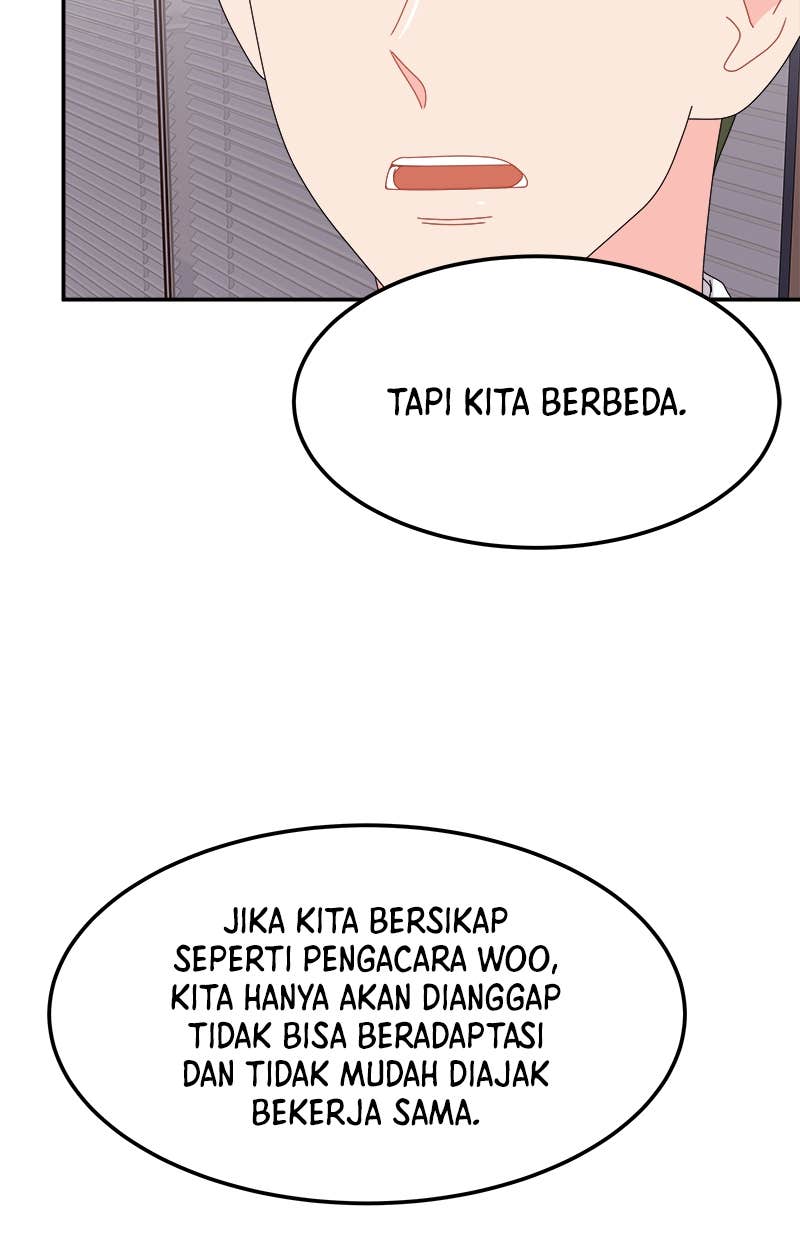 TAPI KITA BERBEDA.
JIKA KITA BERSIKAP
SEPERTI PENGACARA WOO,
KITA HANYA AKAN DIANGGAP
TIDAK BISA BERADAPTASI
DAN TIDAK MUDAH DIAJAK
BEKERJA SAMA.